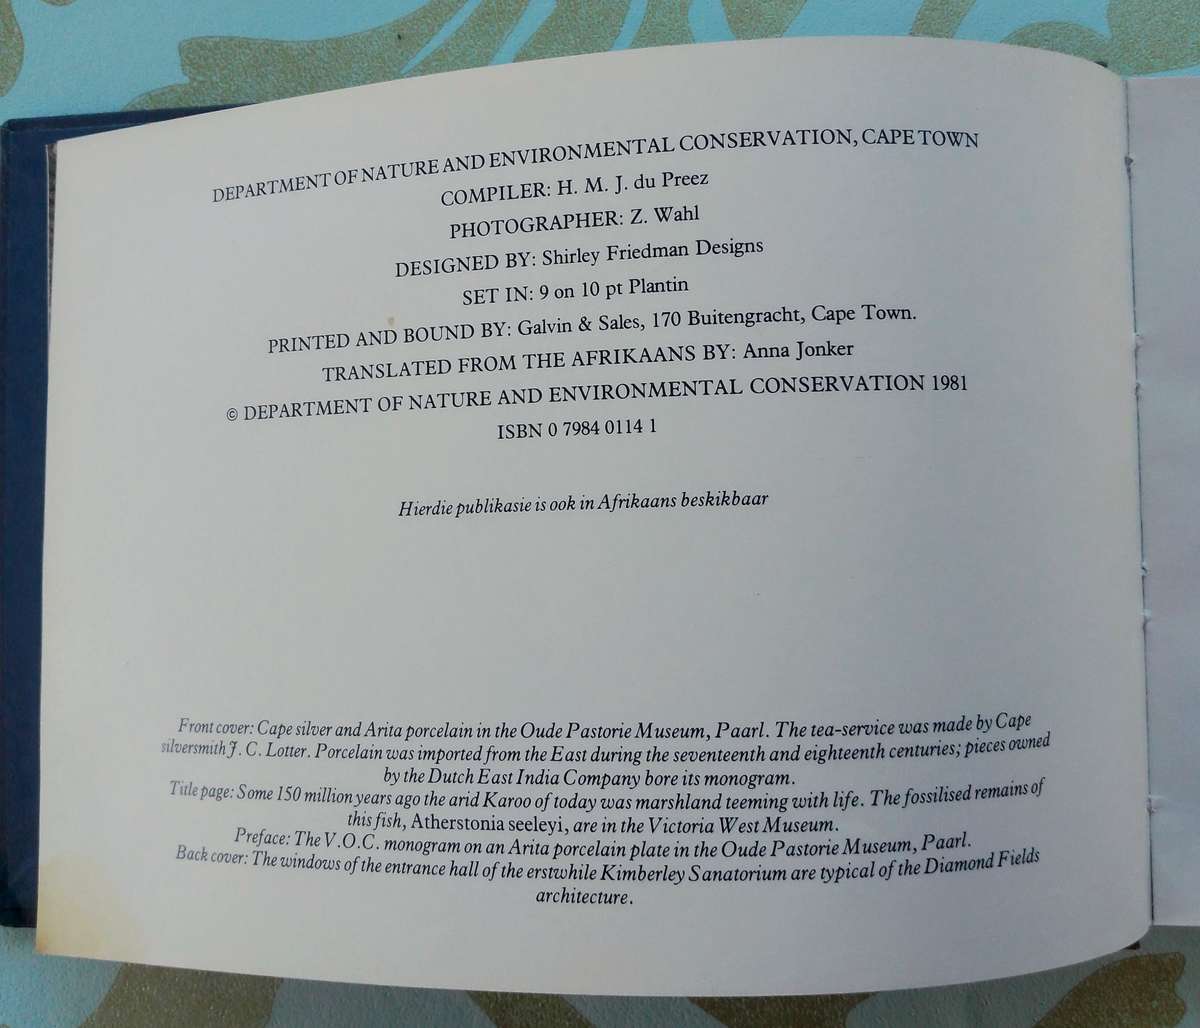 DEPARTMENT OF NATURE AND ENVIRONMENTAL CONSERVATION, CAPE TOWN
COMPILER: H. M. J. du Preez
PHOTOGRAPHER: Z. Wahl
DESIGNED BY: Shirley Friedman Designs
SET IN: 9 on 10 pt Plantin
PRINTED AND BOUND BY: Galvin & Sales, 170 Buitengracht, Cape Town.
TRANSLATED FROM THE AFRIKAANS BY: Anna Jonker
© DEPARTMENT OF NATURE AND ENVIRONMENTAL CONSERVATION 1981
ISBN 0 7984 0114 1
Hierdie publikasie is ook in Afrikaans beskikbaar
Front cover: Cape silver and Arita porcelain in the Oude Pastorie Museum, Paarl. The tea-service was made by Cape
silversmith J. C. Lotter. Porcelain was imported from the East during the seventeenth and eighteenth centuries; pieces owned
by the Dutch East India Company bore its monogram.
Title page: Some 150 million years ago the arid Karoo of today was marshland teeming with life. The fossilised remains of
this fish, Atherstonia seeleyi, are in the Victoria West Museum.
Preface: The V.O.C. monogram on an Arita porcelain plate in the Oude Pastorie Museum, Paarl.
Back cover: The windows of the entrance hall of the erstwhile Kimberley Sanatorium are typical of the Diamond Fields
architecture.